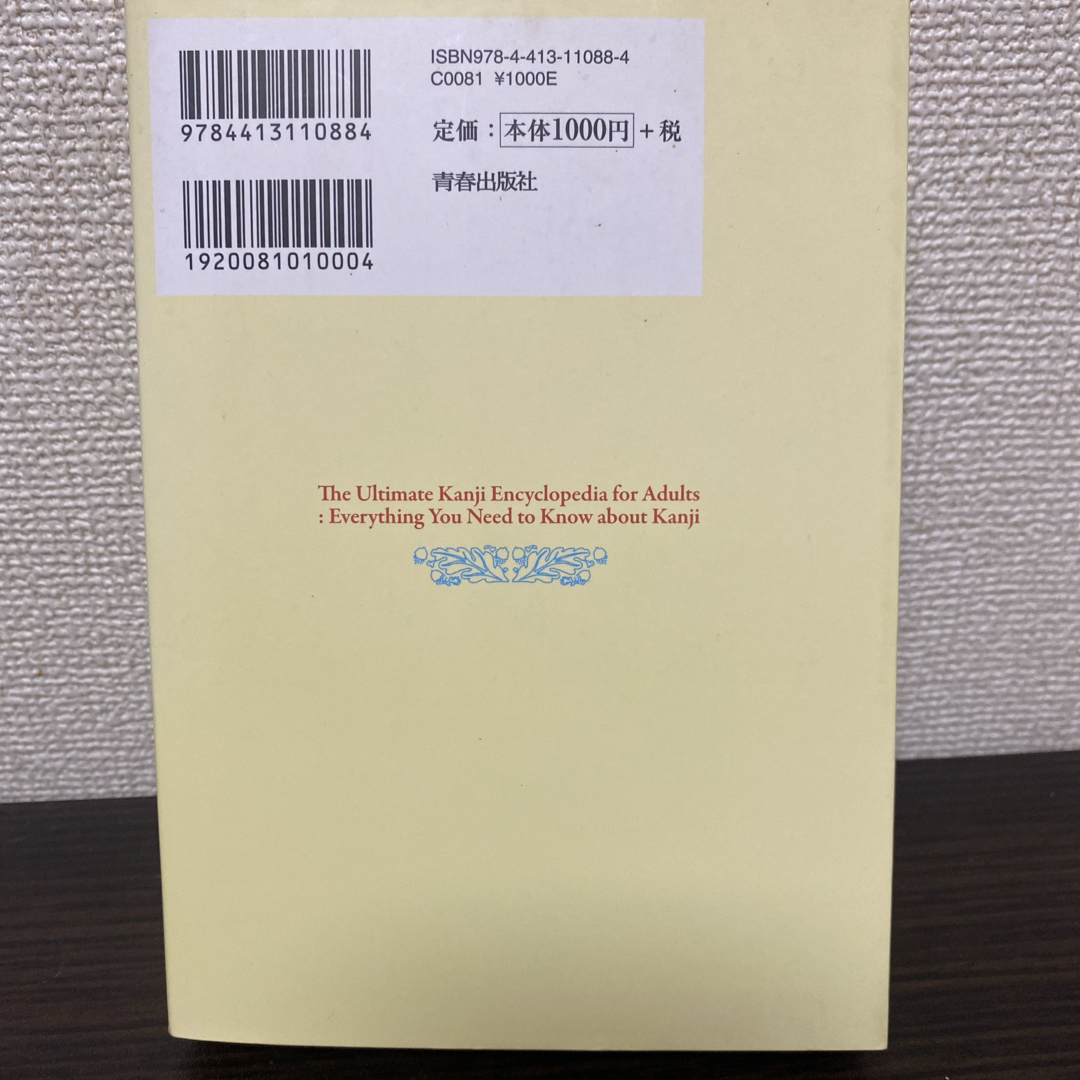 ISBN978-4-413-11088-4
C0081 ¥1000E
9784413110884
定価：本体1000円＋税
青春出版社
1920081010004
The Ultimate Kanji Encyclopedia for Adults
: Everything You Need to Know about Kanji